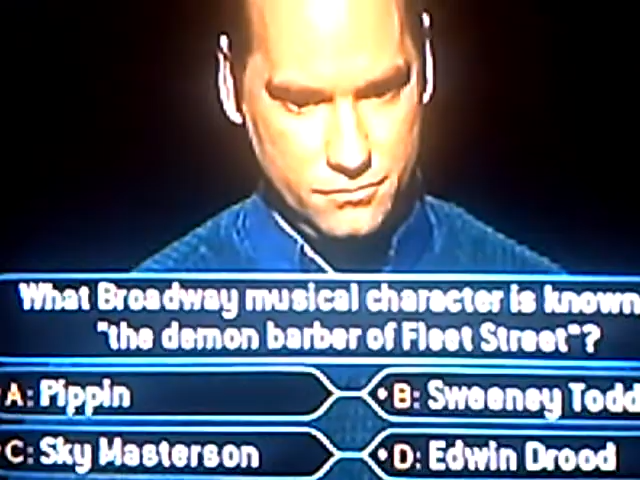 What Broadway musical character is known
"the demon barber of Fleet Street"?
A: Pippin
B: Sweeney Todd
C: Sky Masterson
D: Edwin Drood